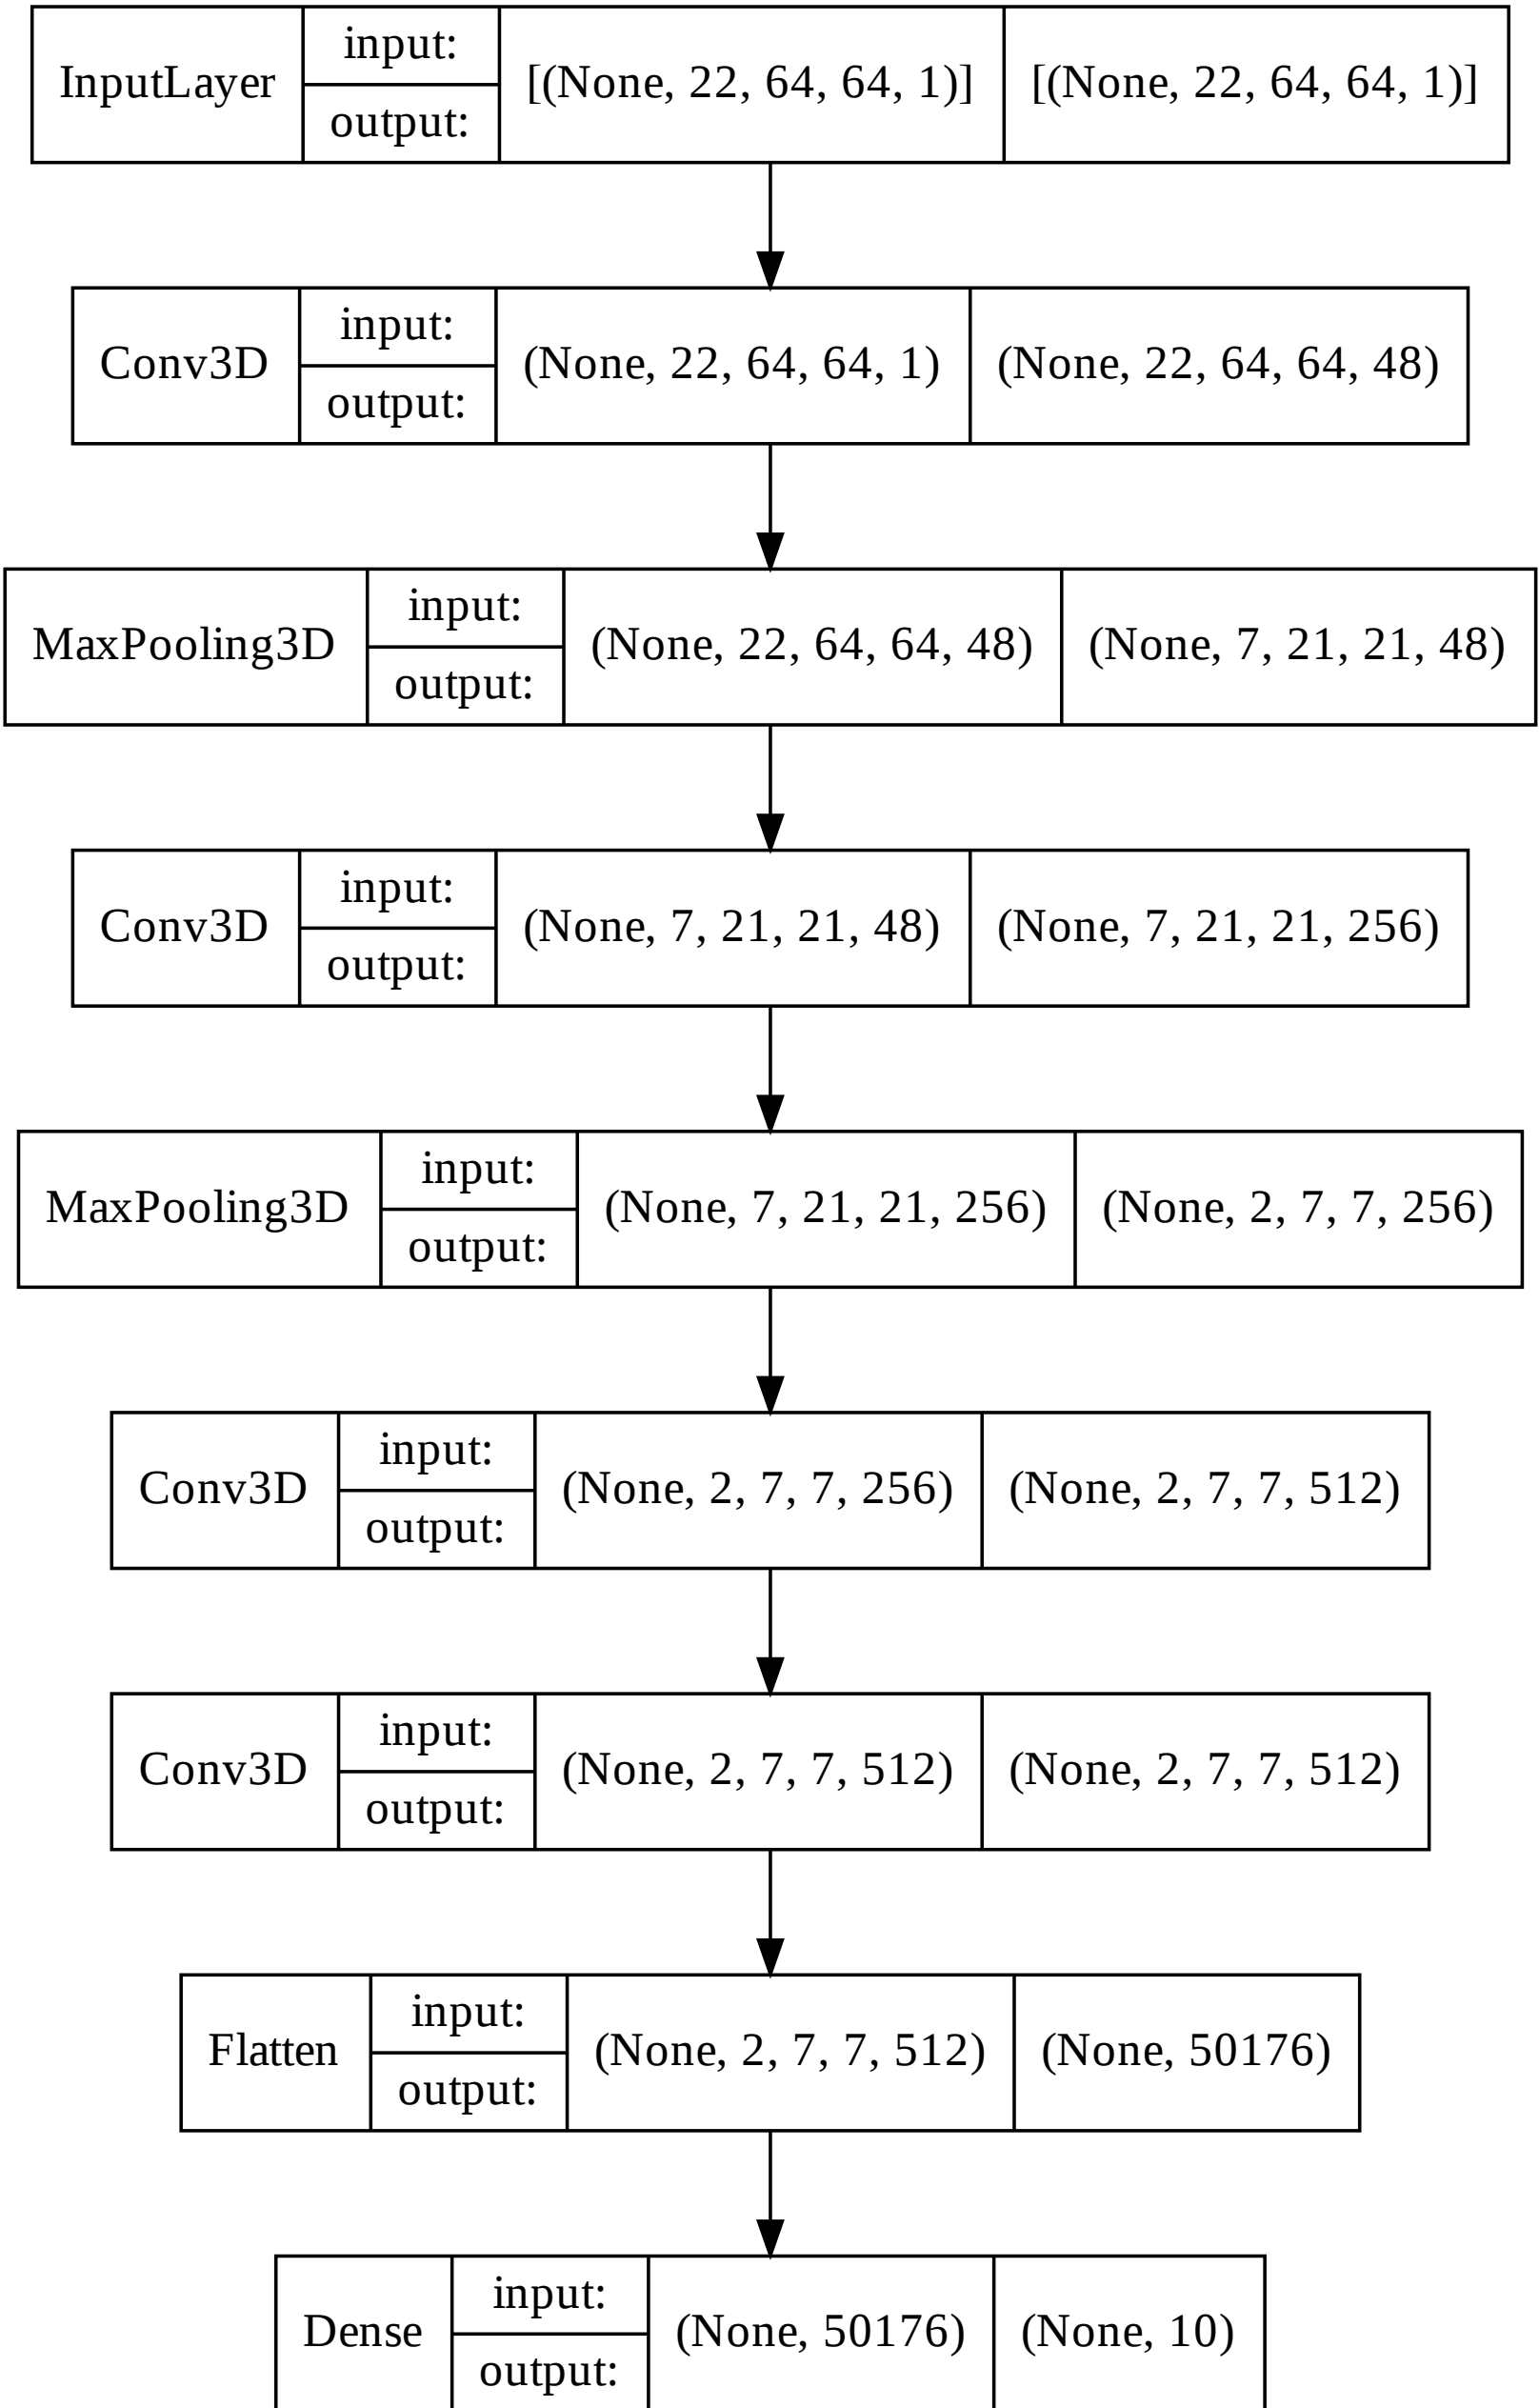 InputLayer
input:
output:
[(None, 22, 64, 64, 1)]
[(None, 22, 64, 64, 1)]
Conv3D
input:
output:
(None, 22, 64, 64, 1)
(None, 22, 64, 64, 48)
MaxPooling3D
input:
output:
(None, 22, 64, 64, 48)
(None, 7, 21, 21, 48)
Conv3D
input:
output:
(None, 7, 21, 21, 48)
(None, 7, 21, 21, 256)
MaxPooling3D
input:
output:
(None, 7, 21, 21, 256)
(None, 2, 7, 7, 256)
Conv3D
input:
output:
(None, 2, 7, 7, 256)
(None, 2, 7, 7, 512)
Conv3D
input:
output:
(None, 2, 7, 7, 512)
(None, 2, 7, 7, 512)
Flatten
input:
output:
(None, 2, 7, 7, 512)
(None, 50176)
Dense
input:
output:
(None, 50176)
(None, 10)